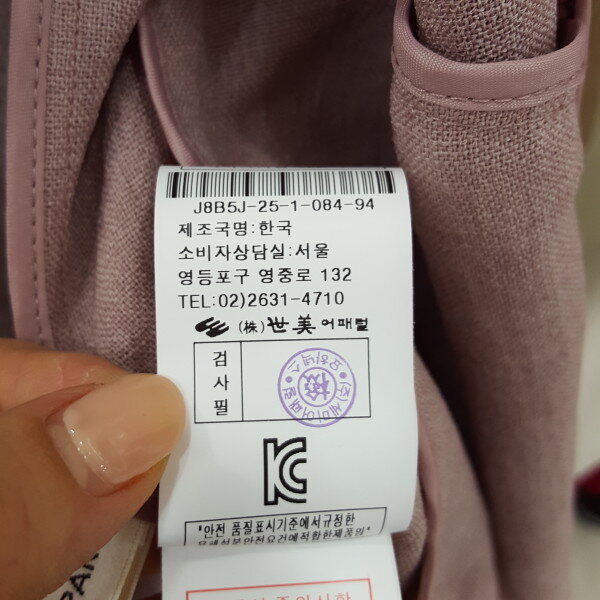 J8B5J-25-1-084-94
제조국명:한국
소비자상담실:서울
영등포구 영중로 132
TEL:02)2631-4710
(株)世美어패럴
검
사
필
檢
KC
"안전 품질표시기준에서규정한
PAR